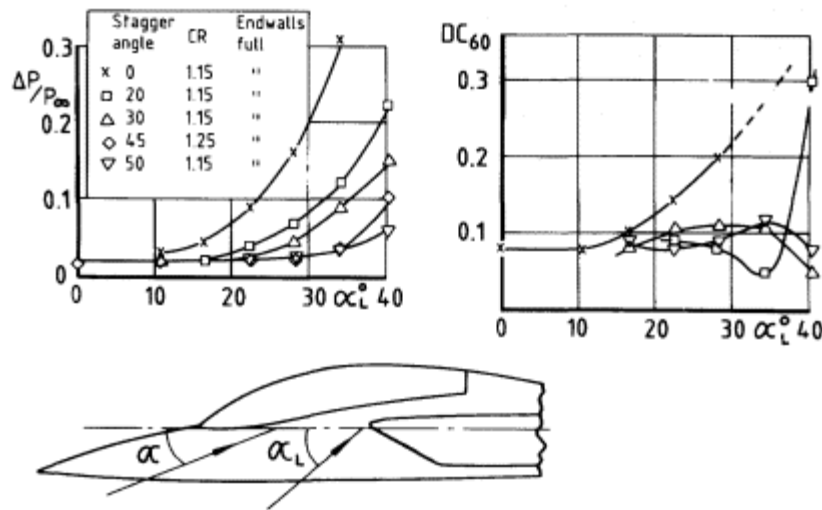 Stagger angle CR Endwalls full
× 0 1.15 "
□ 20 1.15 "
△ 30 1.15 "
◇ 45 1.25 "
▽ 50 1.15 "
ΔP/P∞
0.3
0.2
0.1
0
0 10 20 30 α°L 40
DC60
0.3
0.2
0.1
0 10 20 30 α°L 40
α
αL